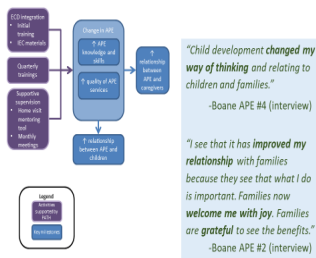 ECD integration
• Initial
training
• IEC materials
Quarterly
trainings
Supportive
supervision
• Home visit
mentoring
tool
• Monthly
meetings
Change in APE
↑ APE
knowledge and
skills
↑ quality of APE
services
↑
relationship
between
APE and
caregivers
↑ relationship
between APE and
children
Legend
Activities
supported by
PATH
Key milestones
“Child development changed my
way of thinking and relating to
children and families.”
-Boane APE #4 (interview)
“I see that it has improved my
relationship with families
because they see that what I do
is important. Families now
welcome me with joy. Families
are grateful to see the benefits.”
-Boane APE #2 (interview)